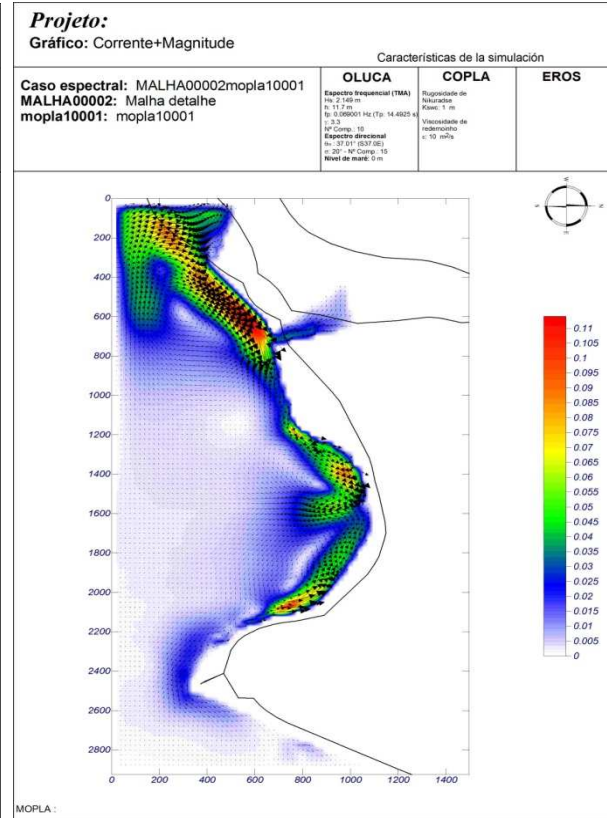 Projeto:
Gráfico: Corrente+Magnitude
Características de la simulación
Caso espectral: MALHA00002mopla10001
MALHA00002: Malha detalhe
mopla10001: mopla10001
OLUCA
Espectro frequencial (TMA)
Hs: 2.149 m
h: 11.7 m
fp: 0.069001 Hz (Tp: 14.4925 s)
γ: 3.3
Nº Comp.: 10
Espectro direcional
θm: 37.01° (S37.0E)
σ: 20° - Nº Comp.: 15
Nível de maré: 0 m
COPLA
Rugosidade de
Nikuradse
Kswc: 1 m
Viscosidade de
redemoinho
ε: 10 m²/s
EROS
0
200
400
600
800
1000
1200
1400
1600
1800
2000
2200
2400
2600
2800
0 200 400 600 800 1000 1200 1400
0.11
0.105
0.1
0.095
0.09
0.085
0.08
0.075
0.07
0.065
0.06
0.055
0.05
0.045
0.04
0.035
0.03
0.025
0.02
0.015
0.01
0.005
0
MOPLA :